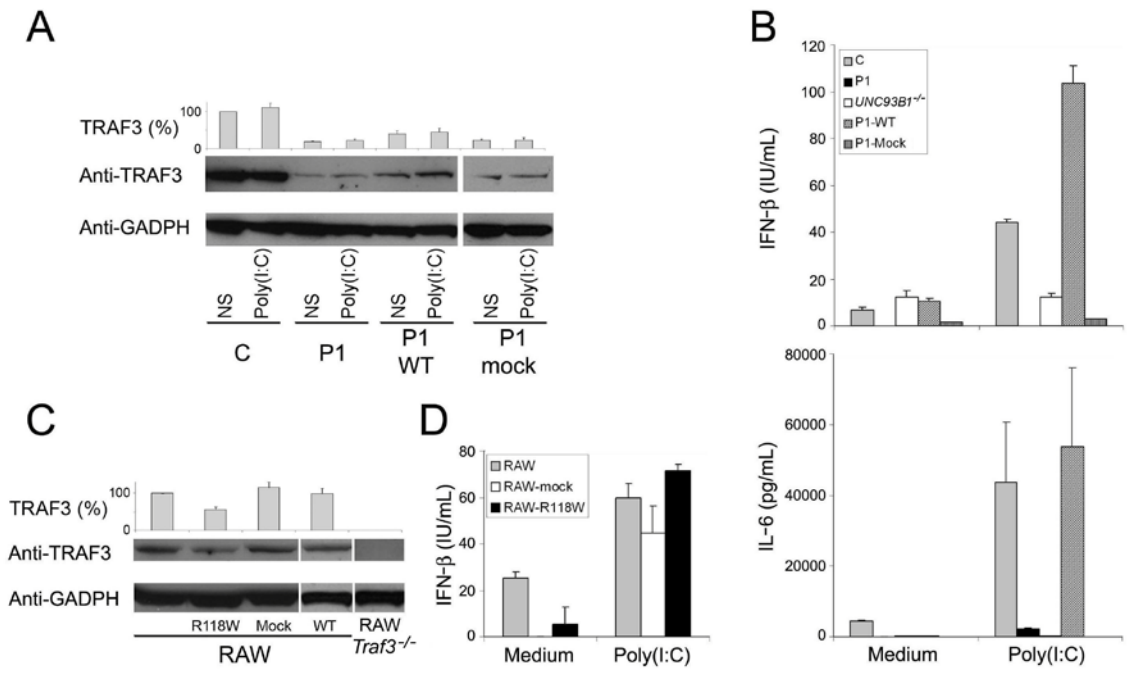 A
TRAF3 (%)
100
0
Anti-TRAF3
Anti-GADPH
NS
Poly(I:C)
NS
Poly(I:C)
NS
Poly(I:C)
NS
Poly(I:C)
C
P1
P1
WT
P1
mock
B
IFN-β (IU/mL)
120
100
80
60
40
20
0
C
P1
UNC93B1-/-
P1-WT
P1-Mock
IL-6 (pg/mL)
80000
60000
40000
20000
0
Medium
Poly(I:C)
C
TRAF3 (%)
100
0
Anti-TRAF3
Anti-GADPH
R118W
Mock
WT
RAW
RAW
Traf3-/-
D
IFN-β (IU/mL)
80
60
40
20
0
RAW
RAW-mock
RAW-R118W
Medium
Poly(I:C)